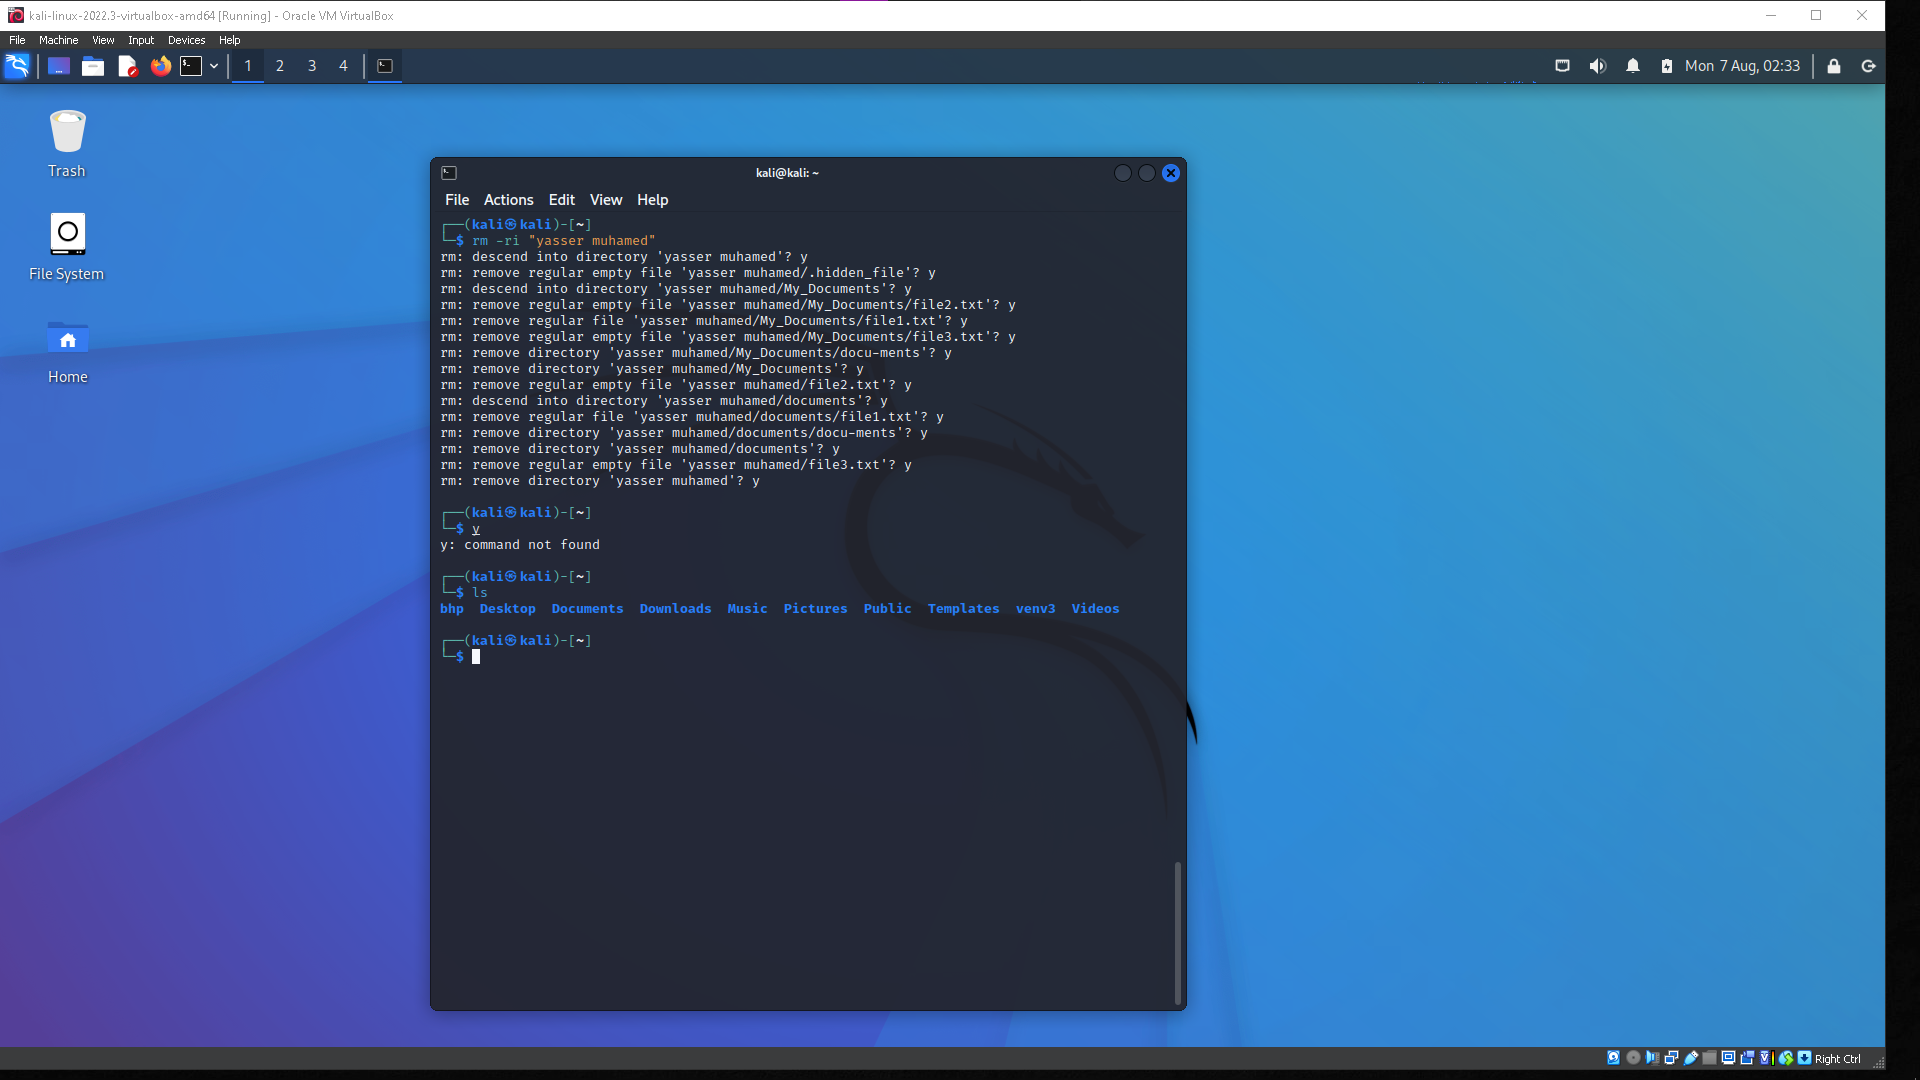 kali-linux-2022.3-virtualbox-amd64 [Running] - Oracle VM VirtualBox
File Machine View Input Devices Help
1 2 3 4
Mon 7 Aug, 02:33
Trash
File System
Home
kali@kali: ~
File Actions Edit View Help
┌──(kali㉿kali)-[~]
└─$ rm -ri "yasser muhamed"
rm: descend into directory 'yasser muhamed'? y
rm: remove regular empty file 'yasser muhamed/.hidden_file'? y
rm: descend into directory 'yasser muhamed/My_Documents'? y
rm: remove regular empty file 'yasser muhamed/My_Documents/file2.txt'? y
rm: remove regular file 'yasser muhamed/My_Documents/file1.txt'? y
rm: remove regular empty file 'yasser muhamed/My_Documents/file3.txt'? y
rm: remove directory 'yasser muhamed/My_Documents/docu-ments'? y
rm: remove directory 'yasser muhamed/My_Documents'? y
rm: remove regular empty file 'yasser muhamed/file2.txt'? y
rm: descend into directory 'yasser muhamed/documents'? y
rm: remove regular file 'yasser muhamed/documents/file1.txt'? y
rm: remove directory 'yasser muhamed/documents/docu-ments'? y
rm: remove directory 'yasser muhamed/documents'? y
rm: remove regular empty file 'yasser muhamed/file3.txt'? y
rm: remove directory 'yasser muhamed'? y
┌──(kali㉿kali)-[~]
└─$ y
y: command not found
┌──(kali㉿kali)-[~]
└─$ ls
bhp Desktop Documents Downloads Music Pictures Public Templates venv3 Videos
┌──(kali㉿kali)-[~]
└─$
Right Ctrl